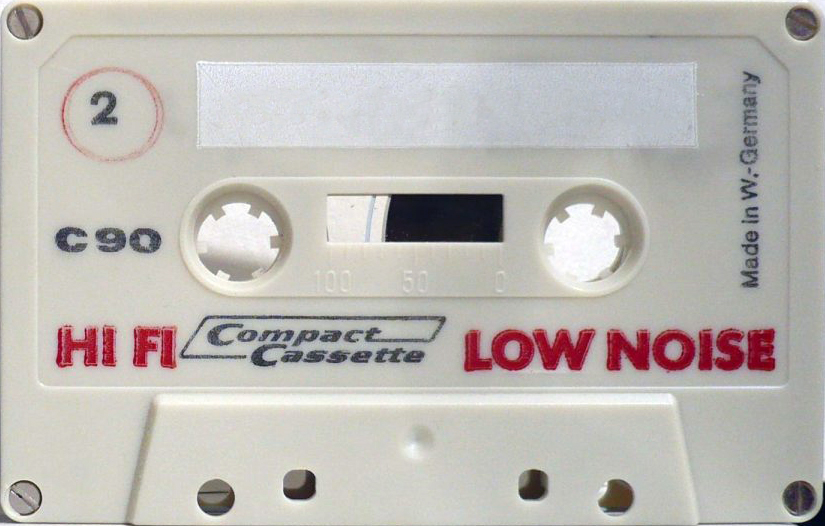 2
Made in W.-Germany
C90
100 50 0
HI FI Compact Cassette LOW NOISE